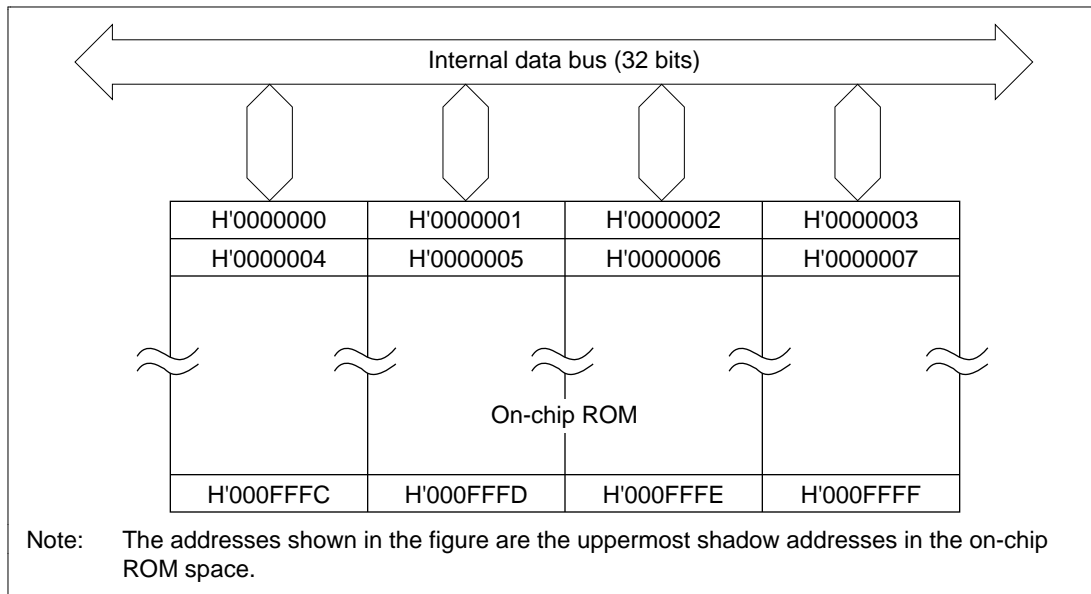 Internal data bus (32 bits)
H'0000000 H'0000001 H'0000002 H'0000003
H'0000004 H'0000005 H'0000006 H'0000007
On-chip ROM
H'000FFFC H'000FFFD H'000FFFE H'000FFFF
Note: The addresses shown in the figure are the uppermost shadow addresses in the on-chip
ROM space.